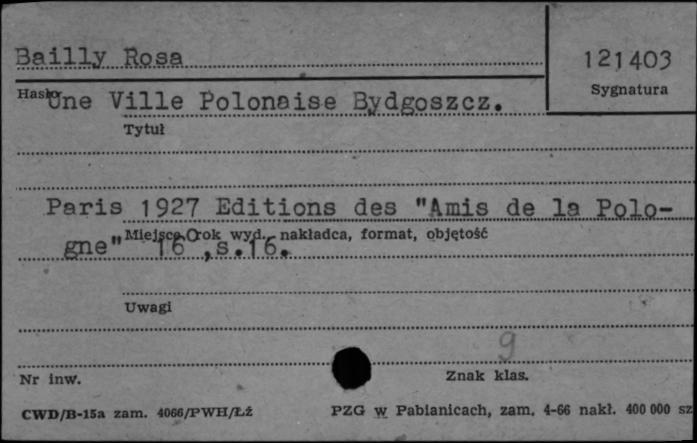 Bailly Rosa
121403
Sygnatura
Hasło
Une Ville Polonaise Bydgoszcz.
Tytuł
Paris 1927 Editions des "Amis de la Polo-
Miejsce, rok wyd., nakładca, format, objętość
gne" 16°,s.16.
Uwagi
9
Nr inw.
Znak klas.
CWD/B-15a zam. 4066/PWH/Łż
PZG w Pabianicach, zam. 4-66 nakł. 400 000 sz